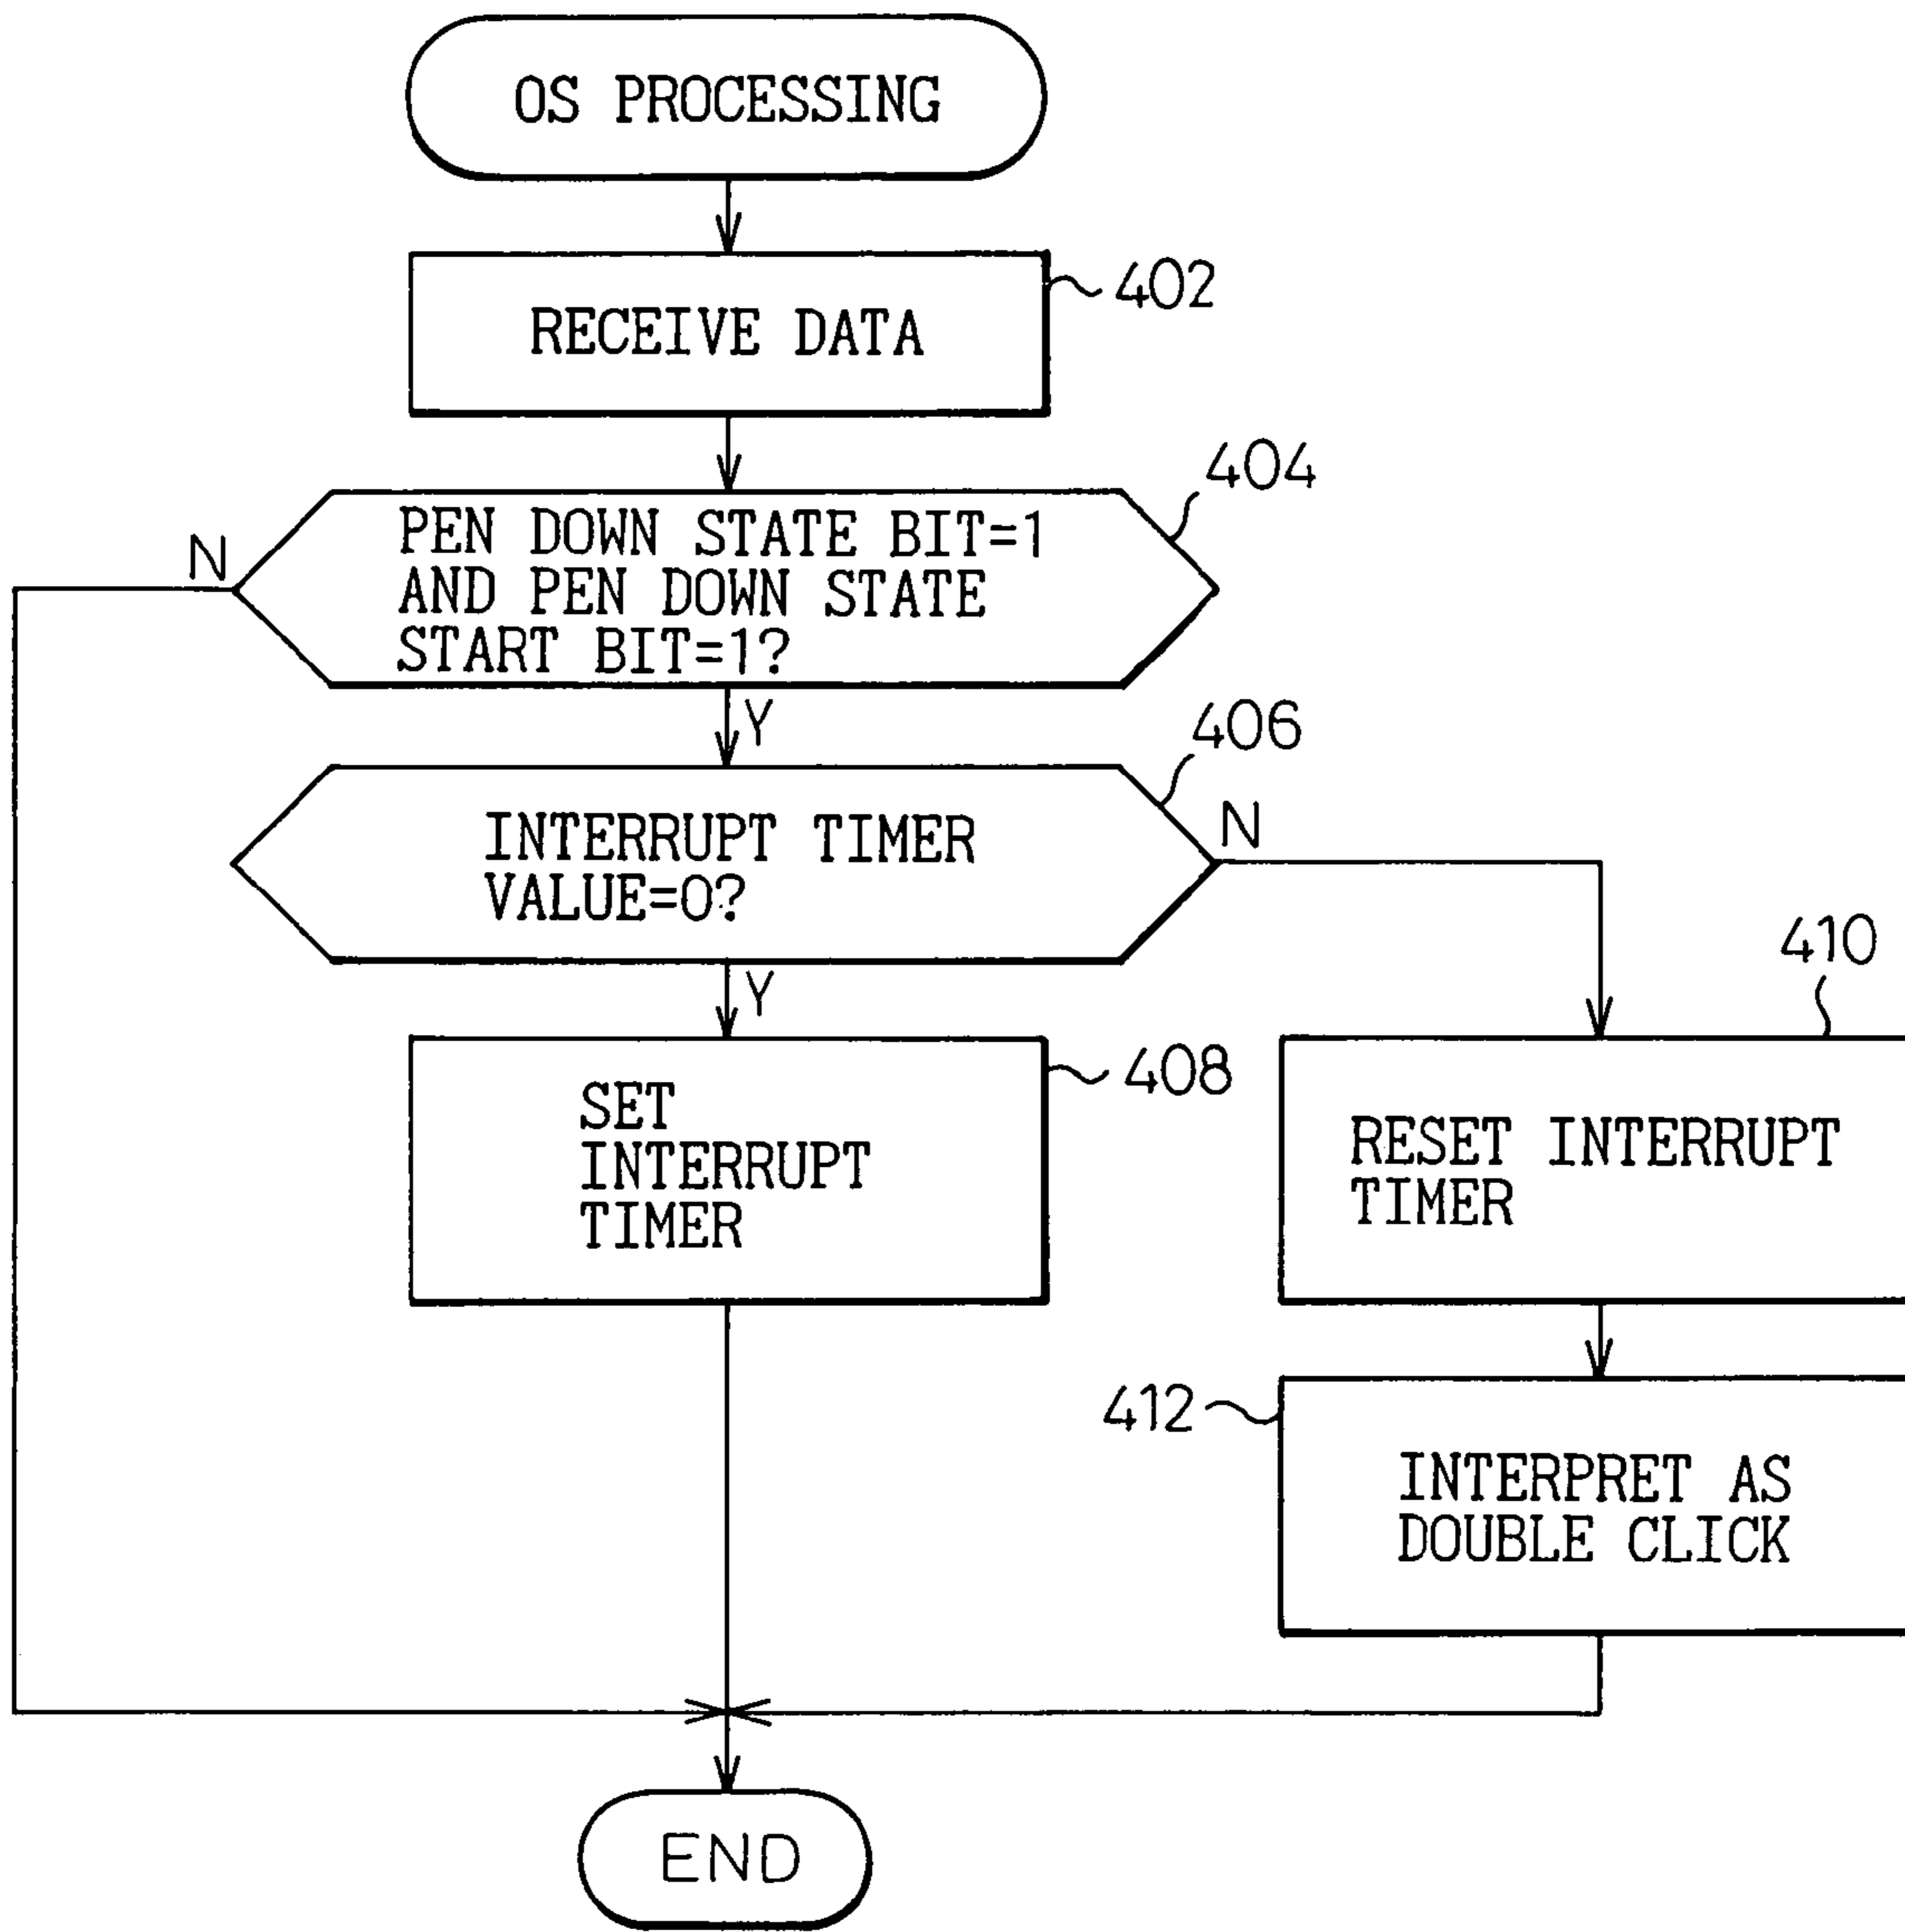 OS PROCESSING
RECEIVE DATA
402
PEN DOWN STATE BIT=1
AND PEN DOWN STATE
START BIT=1?
404
N
Y
INTERRUPT TIMER
VALUE=0?
406
N
Y
SET
INTERRUPT
TIMER
408
410
RESET INTERRUPT
TIMER
412
INTERPRET AS
DOUBLE CLICK
END